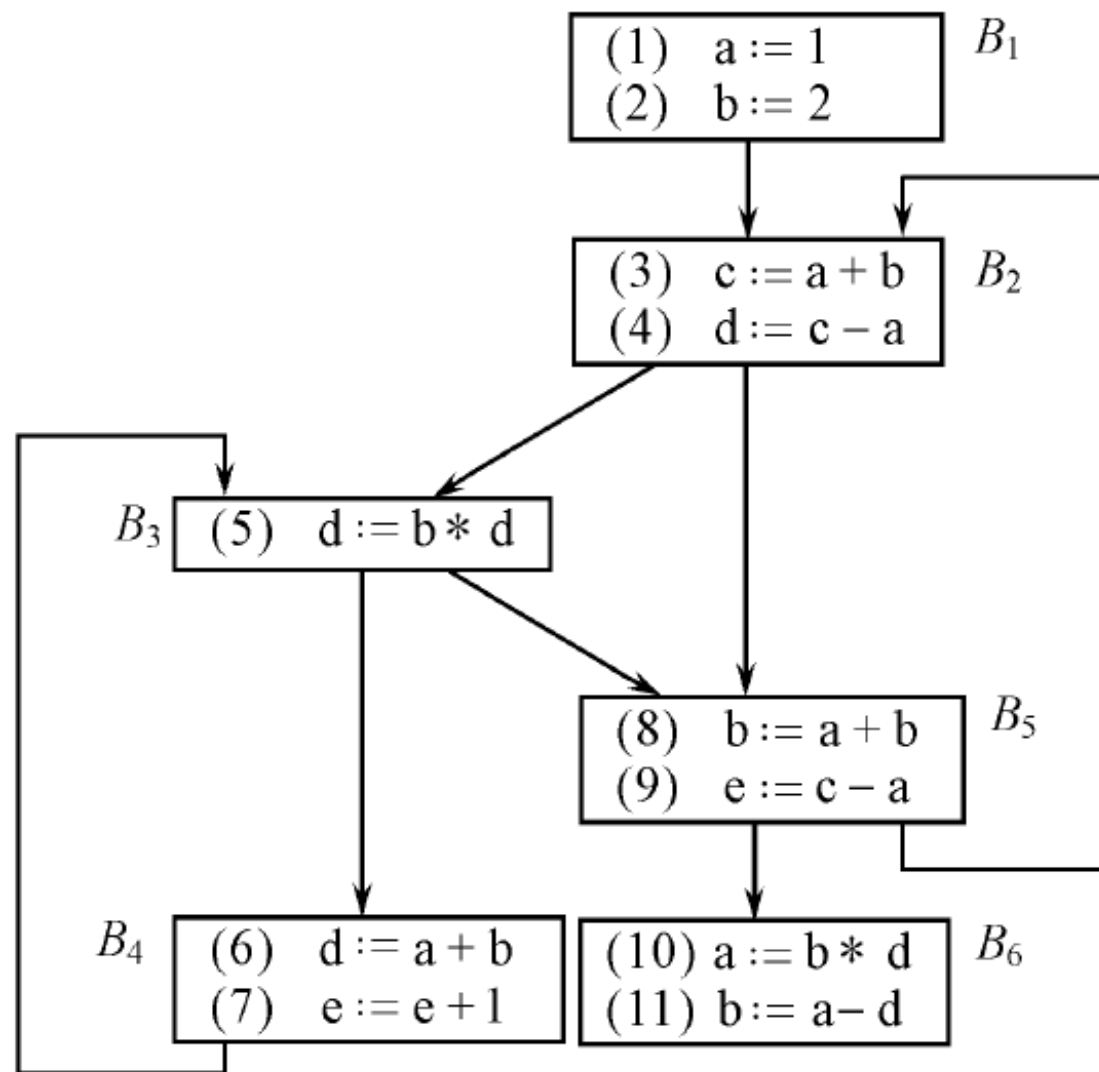 (1) a := 1
(2) b := 2
B1
(3) c := a + b
(4) d := c − a
B2
B3
(5) d := b * d
(8) b := a + b
(9) e := c − a
B5
B4
(6) d := a + b
(7) e := e + 1
(10) a := b * d
(11) b := a − d
B6